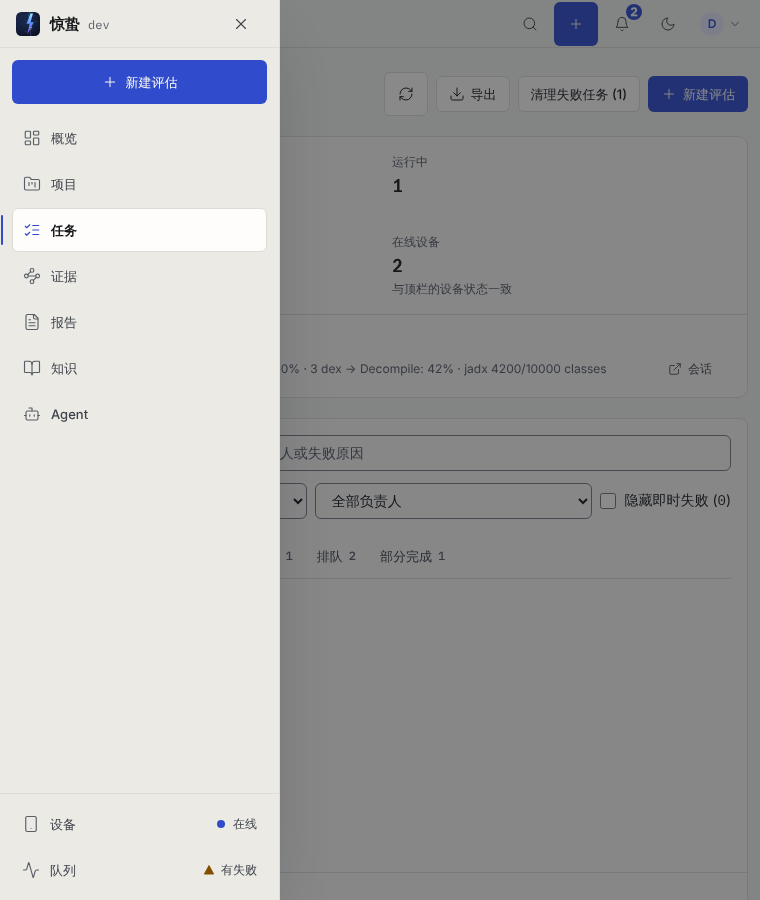 惊蛰 dev
2
D
新建评估
导出
清理失败任务 (1)
新建评估
概览
项目
任务
证据
报告
知识
Agent
运行中
1
在线设备
2
与顶栏的设备状态一致
0% · 3 dex → Decompile: 42% · jadx 4200/10000 classes
会话
人或失败原因
全部负责人
隐藏即时失败 (0)
1 排队 2 部分完成 1
设备 在线
队列 有失败